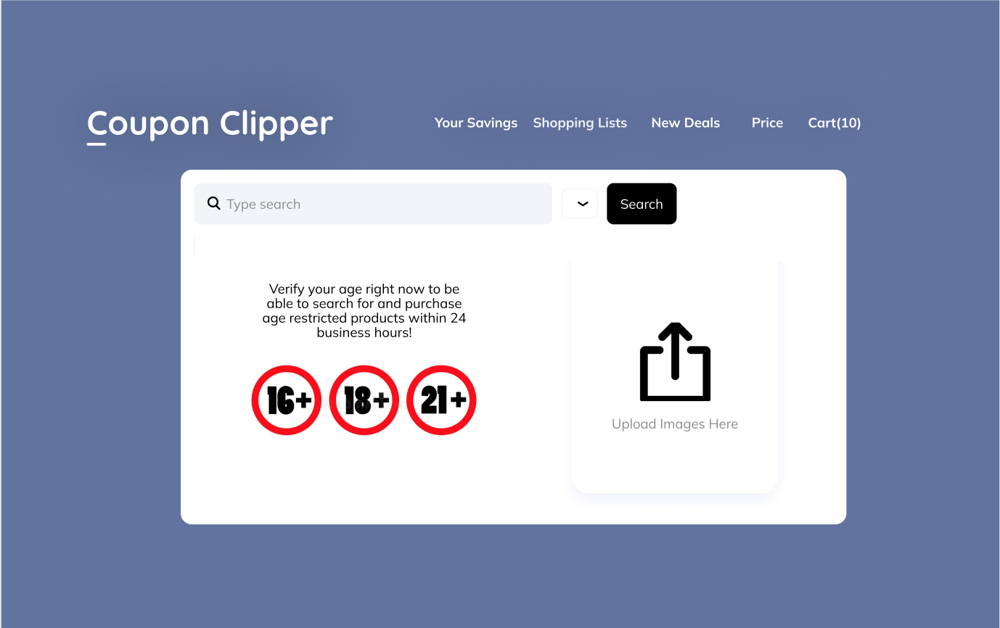 Coupon Clipper
Your Savings Shopping Lists New Deals Price Cart(10)
Type search
Search
Verify your age right now to be
able to search for and purchase
age restricted products within 24
business hours!
16+ 18+ 21+
Upload Images Here